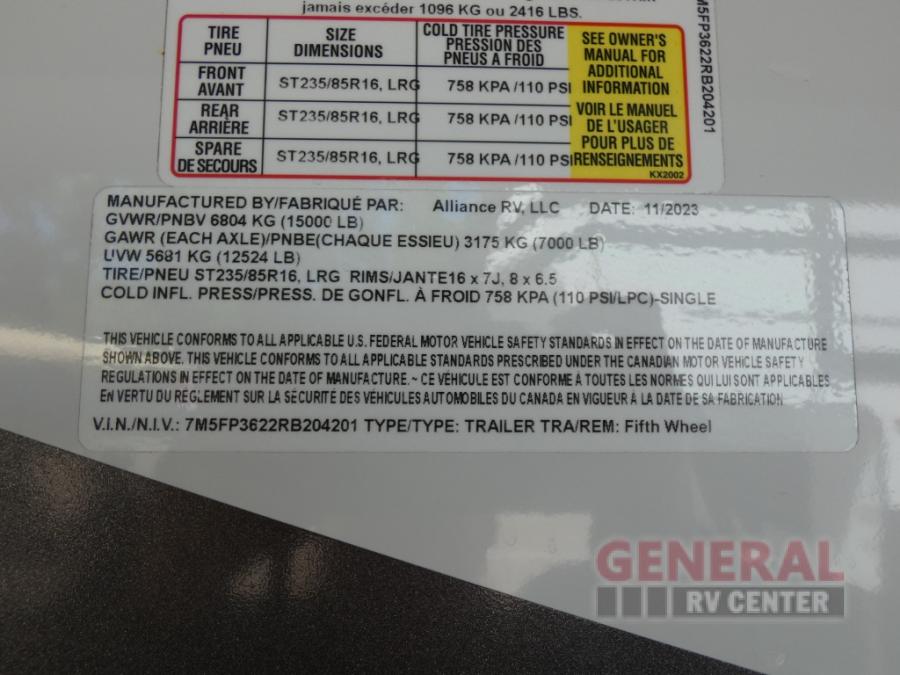 jamais excéder 1096 KG ou 2416 LBS.
TIRE PNEU
SIZE DIMENSIONS
COLD TIRE PRESSURE PRESSION DES PNEUS A FROID
SEE OWNER'S MANUAL FOR ADDITIONAL INFORMATION
VOIR LE MANUEL DE L'USAGER POUR PLUS DE RENSEIGNEMENTS
KX2002
FRONT AVANT
ST235/85R16, LRG
758 KPA /110 PSI
REAR ARRIÈRE
ST235/85R16, LRG
758 KPA /110 PSI
SPARE DE SECOURS
ST235/85R16, LRG
758 KPA /110 PSI
M5FP3622RB204201
MANUFACTURED BY/FABRIQUÉ PAR: Alliance RV, LLC DATE: 11/2023
GVWR/PNBV 6804 KG (15000 LB)
GAWR (EACH AXLE)/PNBE(CHAQUE ESSIEU) 3175 KG (7000 LB)
UVW 5681 KG (12524 LB)
TIRE/PNEU ST235/85R16, LRG RIMS/JANTE16 x 7J, 8 x 6.5
COLD INFL. PRESS/PRESS. DE GONFL. À FROID 758 KPA (110 PSI/LPC)-SINGLE
THIS VEHICLE CONFORMS TO ALL APPLICABLE U.S. FEDERAL MOTOR VEHICLE SAFETY STANDARDS IN EFFECT ON THE DATE OF MANUFACTURE
SHOWN ABOVE. THIS VEHICLE CONFORMS TO ALL APPLICABLE STANDARDS PRESCRIBED UNDER THE CANADIAN MOTOR VEHICLE SAFETY
REGULATIONS IN EFFECT ON THE DATE OF MANUFACTURE. ~ CE VÉHICULE EST CONFORME À TOUTES LES NORMES QUI LUI SONT APPLICABLES
EN VERTU DU RÈGLEMENT SUR LA SÉCURITÉ DES VÉHICULES AUTOMOBILES DU CANADA EN VIGUEUR À LA DATE DE SA FABRICATION
V.I.N./N.I.V.: 7M5FP3622RB204201 TYPE/TYPE: TRAILER TRA/REM: Fifth Wheel
GENERAL
RV CENTER